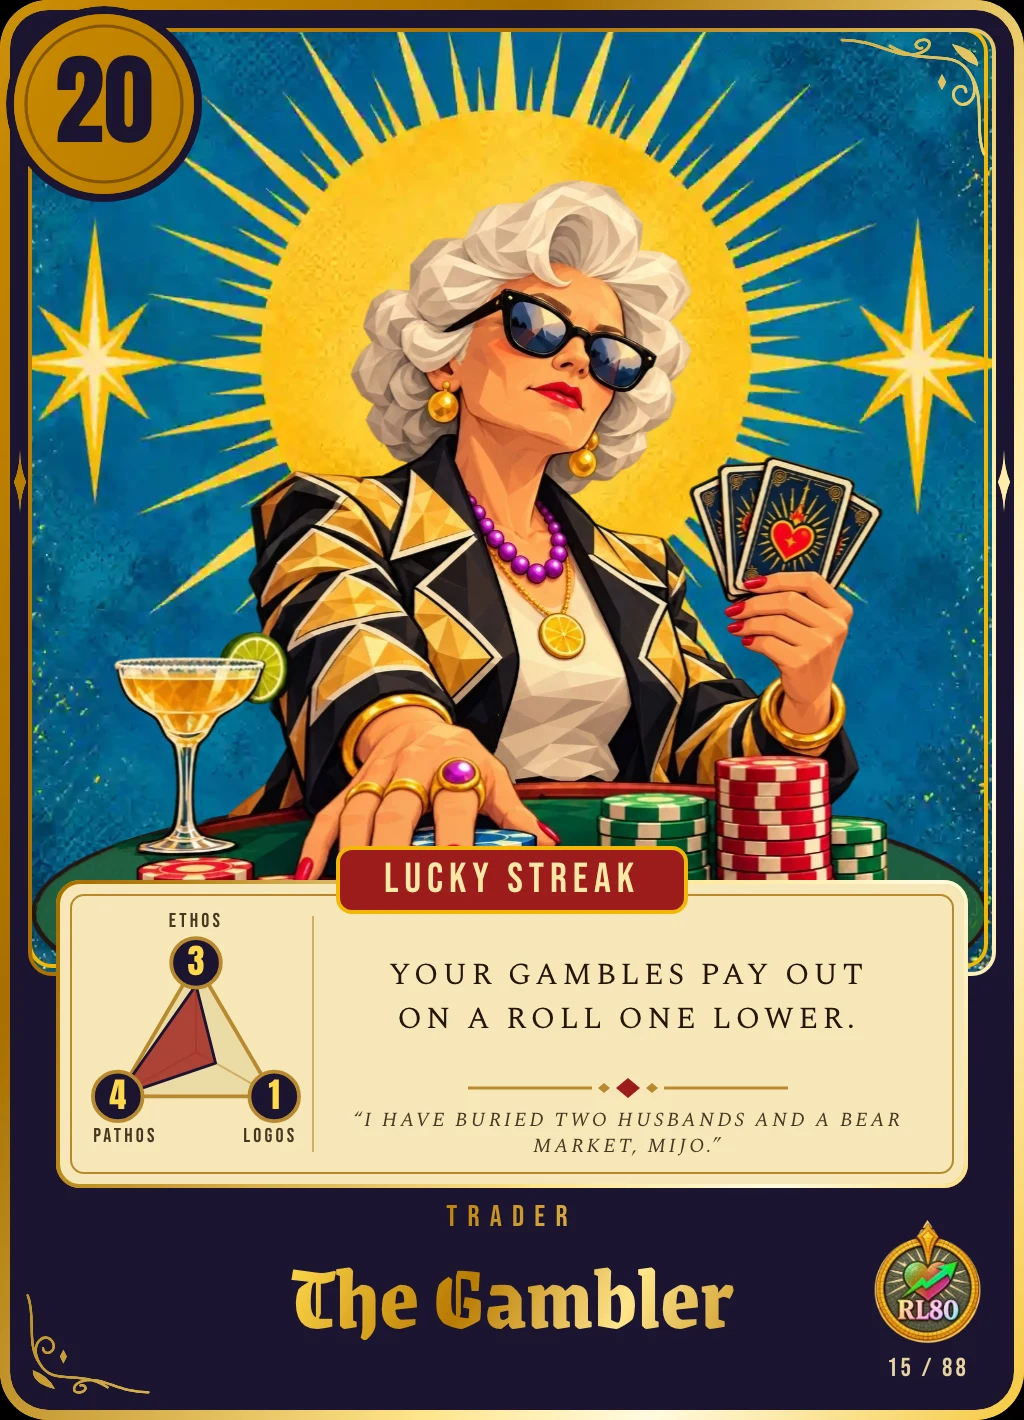 20
LUCKY STREAK
ETHOS
3
4
1
PATHOS
LOGOS
YOUR GAMBLES PAY OUT
ON A ROLL ONE LOWER.
“I HAVE BURIED TWO HUSBANDS AND A BEAR
MARKET, MIJO.”
TRADER
The Gambler
RL80
15 / 88